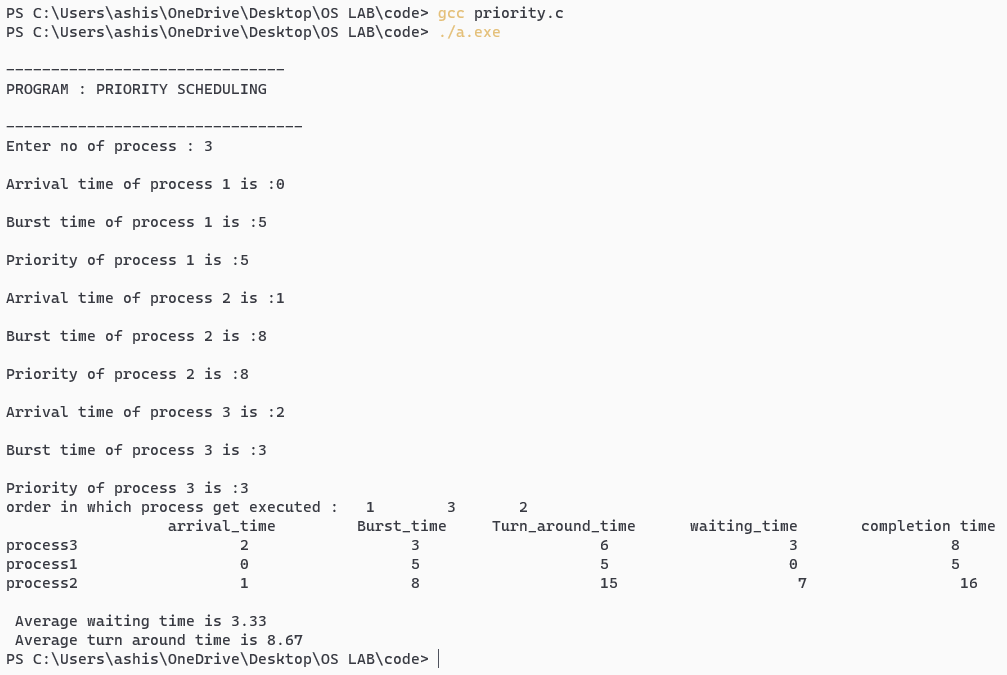 PS C:\Users\ashis\OneDrive\Desktop\OS LAB\code> gcc priority.c
PS C:\Users\ashis\OneDrive\Desktop\OS LAB\code> ./a.exe
-------------------------------
PROGRAM : PRIORITY SCHEDULING
---------------------------------
Enter no of process : 3
Arrival time of process 1 is :0
Burst time of process 1 is :5
Priority of process 1 is :5
Arrival time of process 2 is :1
Burst time of process 2 is :8
Priority of process 2 is :8
Arrival time of process 3 is :2
Burst time of process 3 is :3
Priority of process 3 is :3
order in which process get executed : 1 3 2
arrival_time Burst_time Turn_around_time waiting_time completion time
process3 2 3 6 3 8
process1 0 5 5 0 5
process2 1 8 15 7 16
Average waiting time is 3.33
Average turn around time is 8.67
PS C:\Users\ashis\OneDrive\Desktop\OS LAB\code>